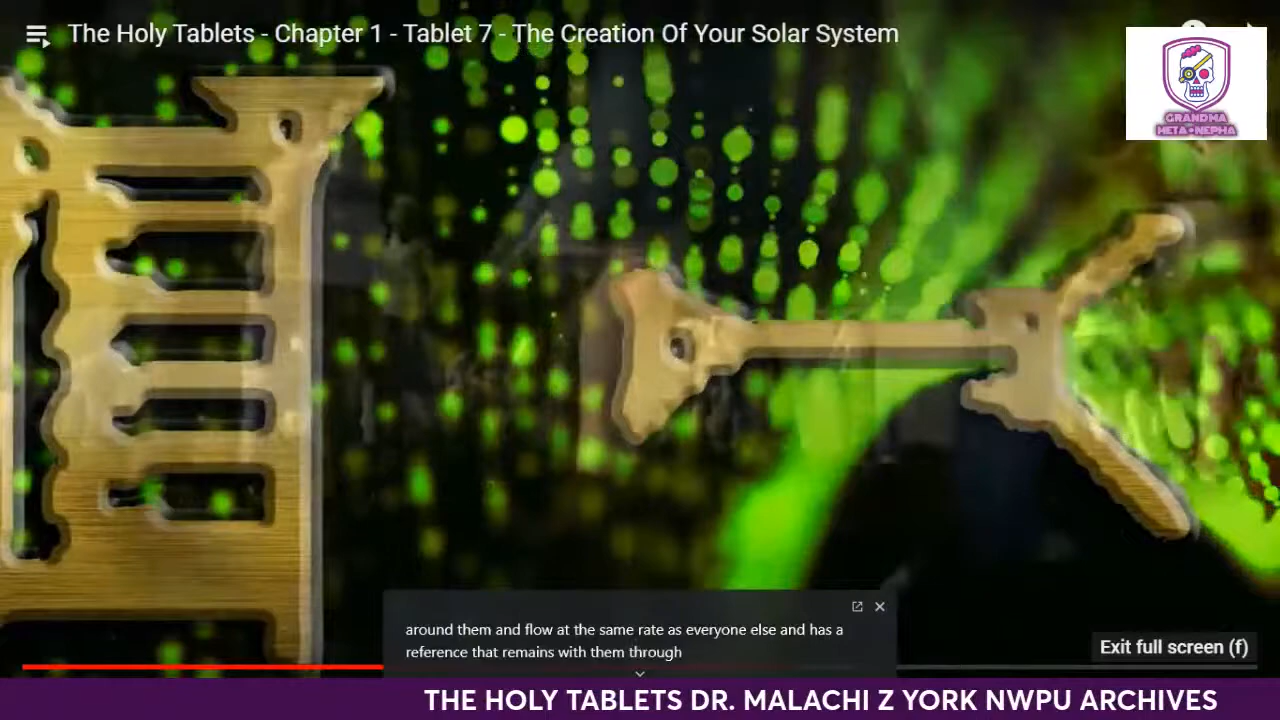 The Holy Tablets - Chapter 1 - Tablet 7 - The Creation Of Your Solar System
GRANDMA
META•NEPHA
around them and flow at the same rate as everyone else and has a
reference that remains with them through
Exit full screen (f)
THE HOLY TABLETS DR. MALACHI Z YORK NWPU ARCHIVES